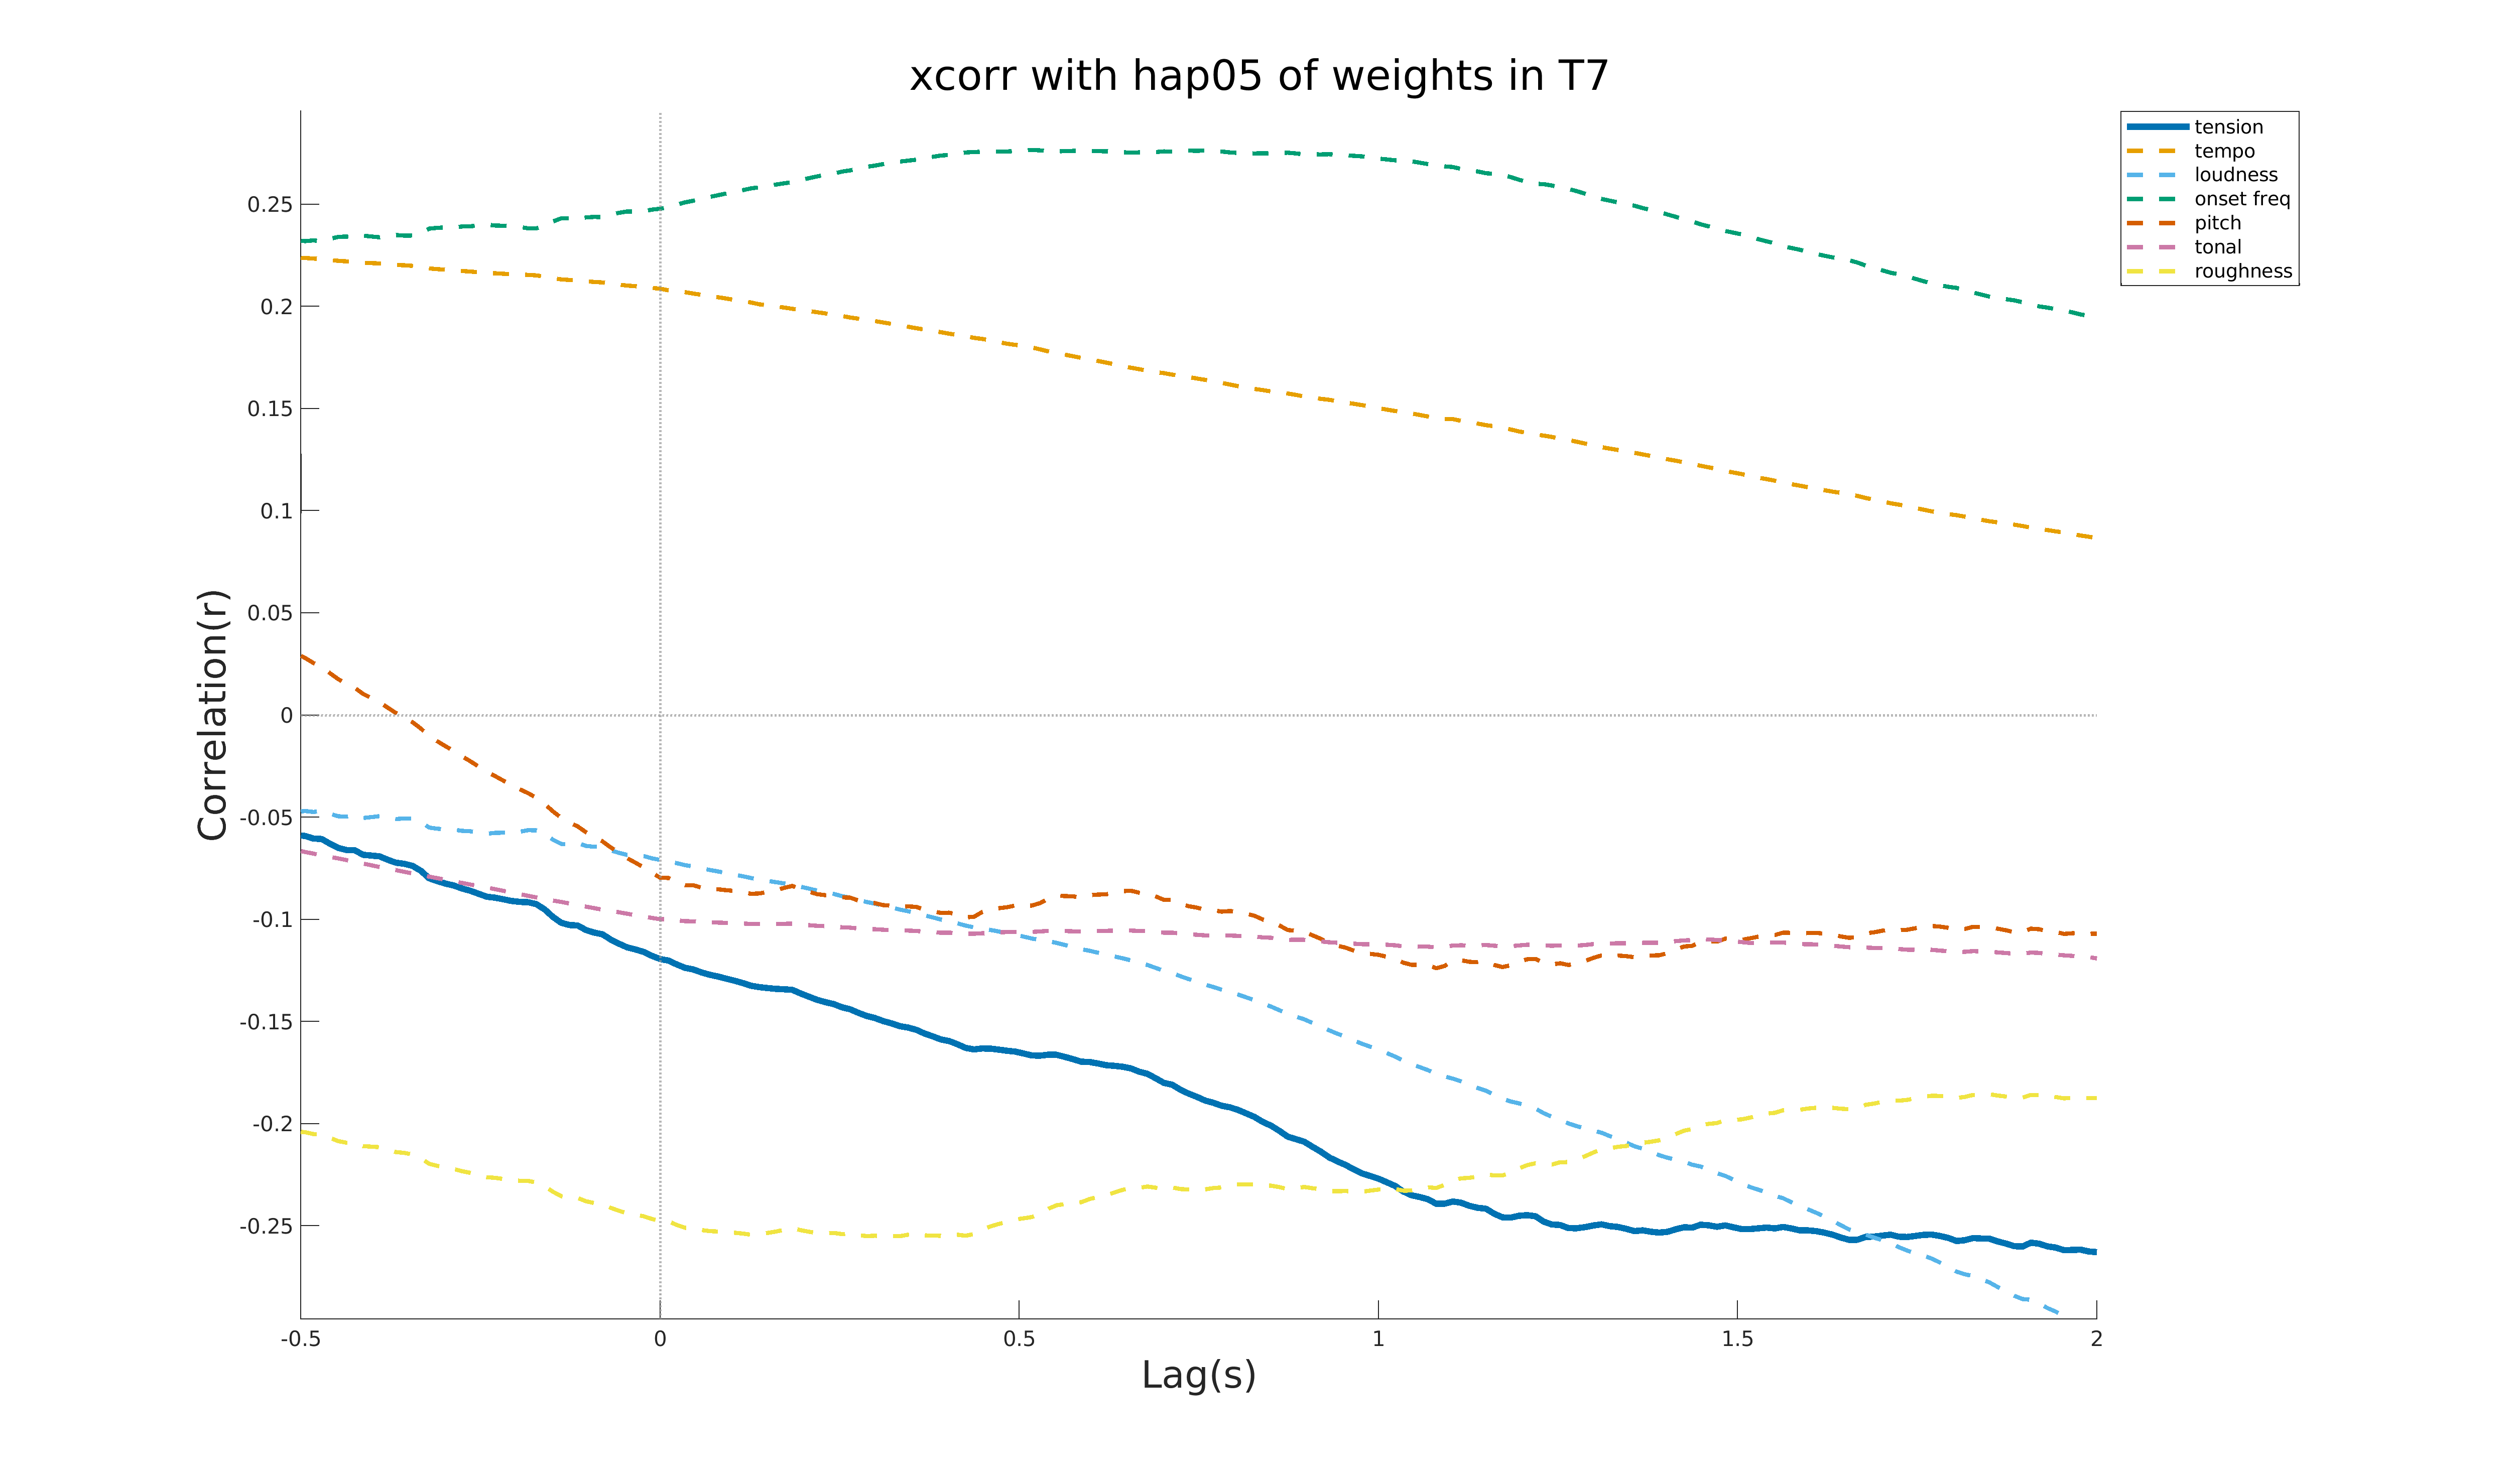 xcorr with hap05 of weights in T7
tension
tempo
loudness
onset freq
pitch
tonal
roughness
Correlation(r)
0.25
0.2
0.15
0.1
0.05
0
-0.05
-0.1
-0.15
-0.2
-0.25
-0.5
0
0.5
1
1.5
2
Lag(s)